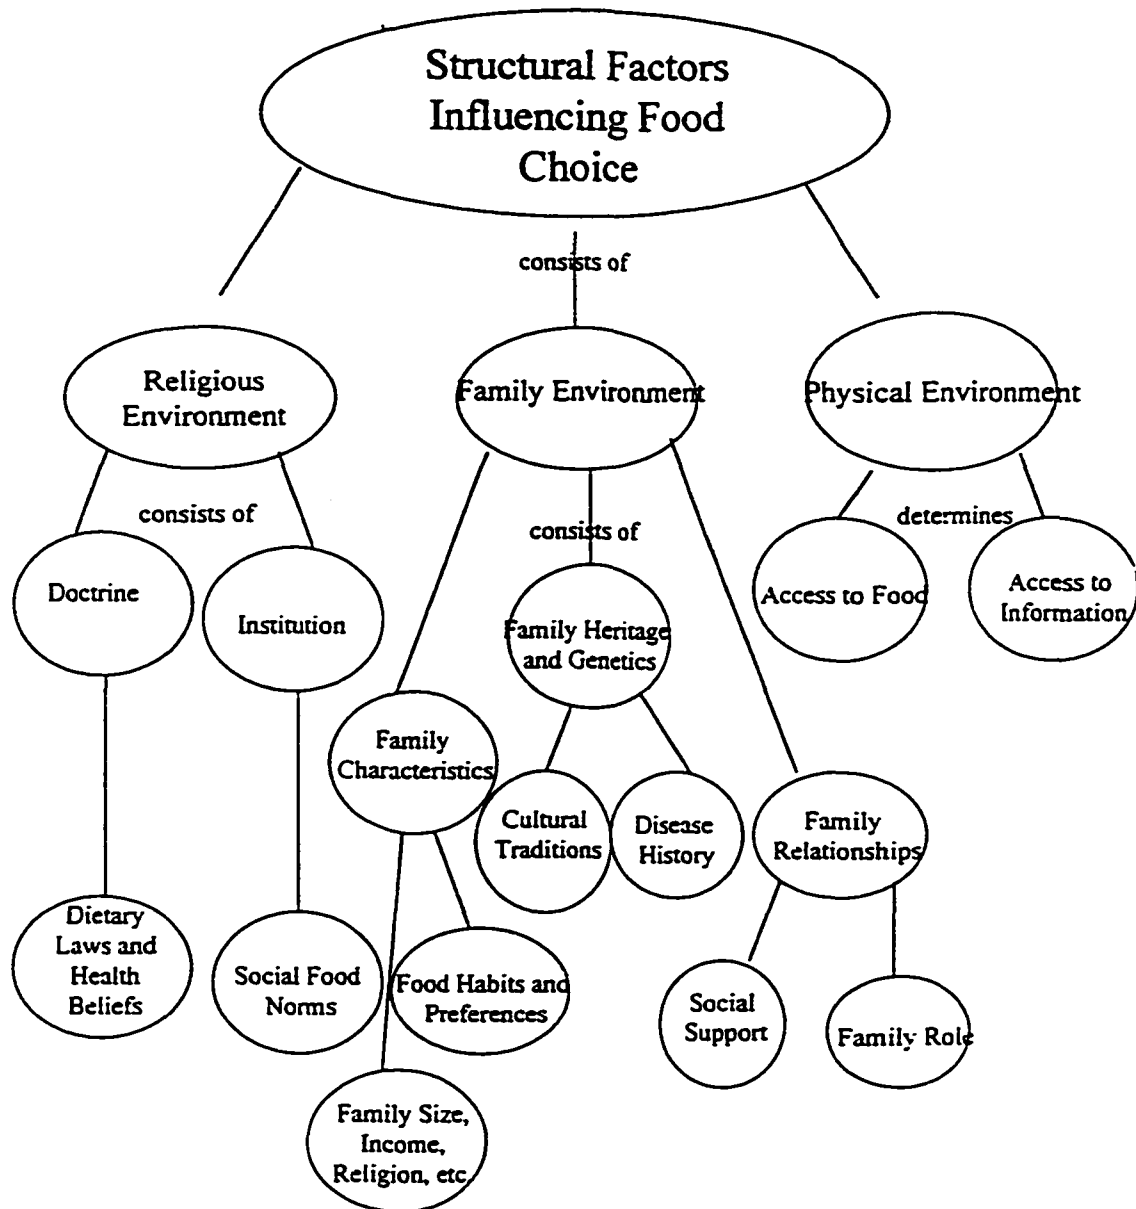 Structural Factors
Influencing Food
Choice
consists of
Religious
Environment
Family Environment
Physical Environment
consists of
consists of
determines
Doctrine
Institution
Family Heritage
and Genetics
Access to Food
Access to
Information
Family
Characteristics
Cultural
Traditions
Disease
History
Family
Relationships
Dietary
Laws and
Health
Beliefs
Social Food
Norms
Food Habits and
Preferences
Social
Support
Family Role
Family Size,
Income,
Religion, etc